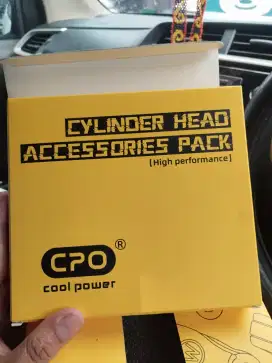 CYLINDER HEAD
ACCESSORIES PACK
[High performance]
CPO®
cool power